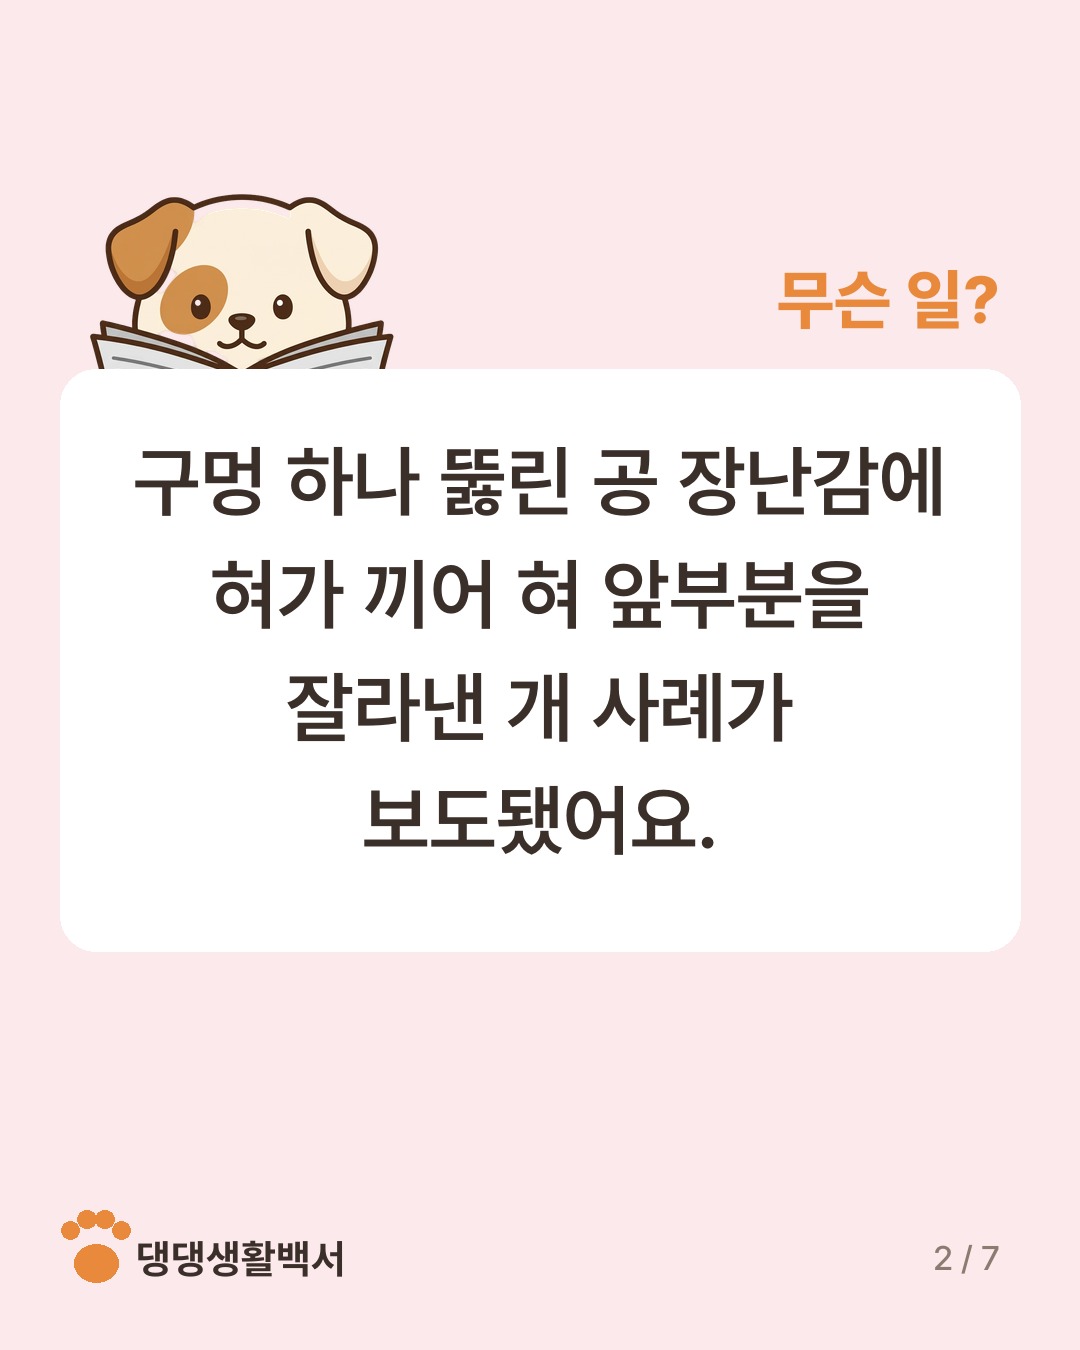 무슨 일?
구멍 하나 뚫린 공 장난감에
혀가 끼어 혀 앞부분을
잘라낸 개 사례가
보도됐어요.
댕댕생활백서
2 / 7